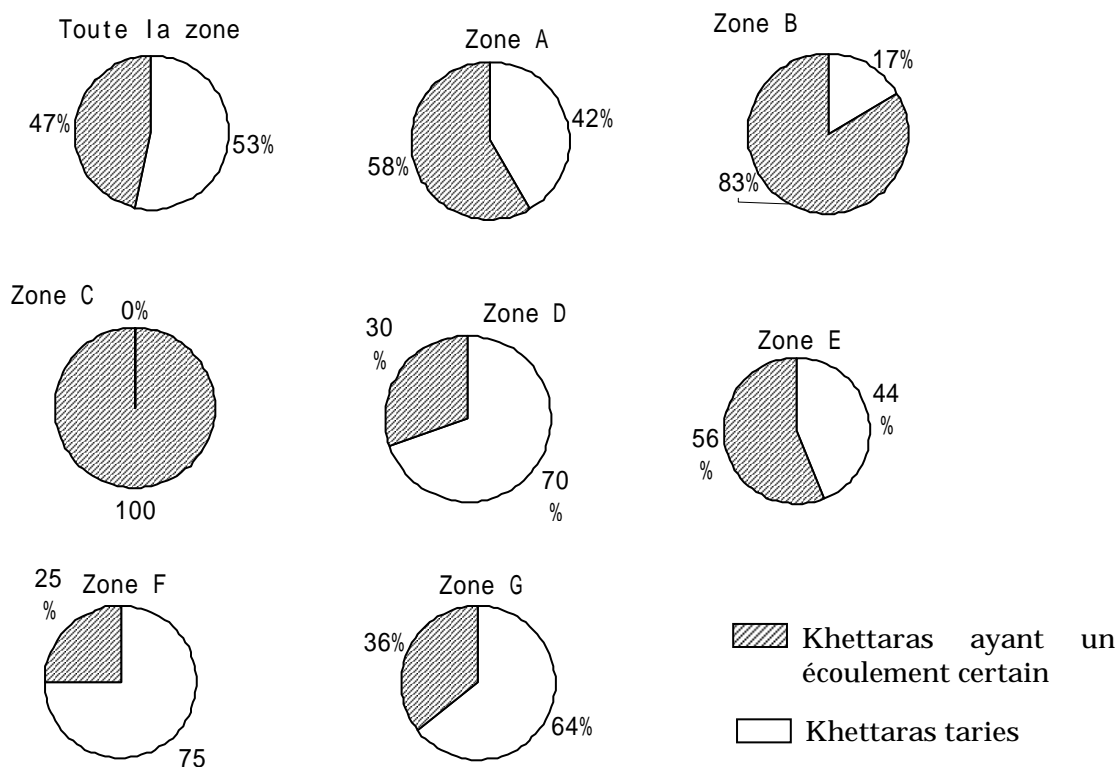 Toute la zone
47%
53%
Zone A
42%
58%
Zone B
17%
83%
Zone C
0%
100
Zone D
30
%
70
%
Zone E
44
%
56
%
Zone F
25
%
75
Zone G
36%
64%
Khettaras ayant un
écoulement certain
Khettaras taries